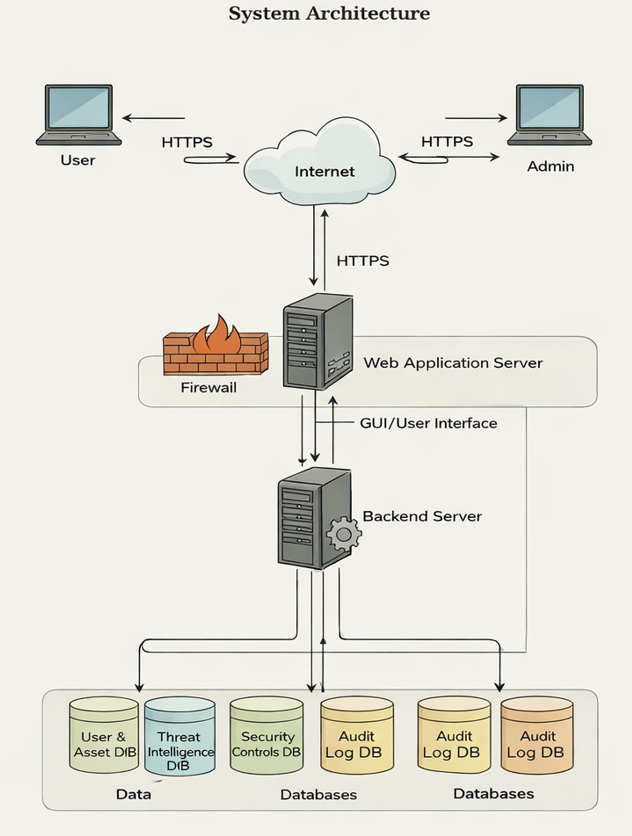 System Architecture
HTTPS
HTTPS
User
Internet
Admin
HTTPS
Web Application Server
Firewall
GUI/User Interface
Backend Server
User &
Asset DIB
Threat
Intelligence
DIB
Security
Controls DB
Audit
Log DB
Audit
Log DB
Audit
Log DB
Data
Databases
Databases